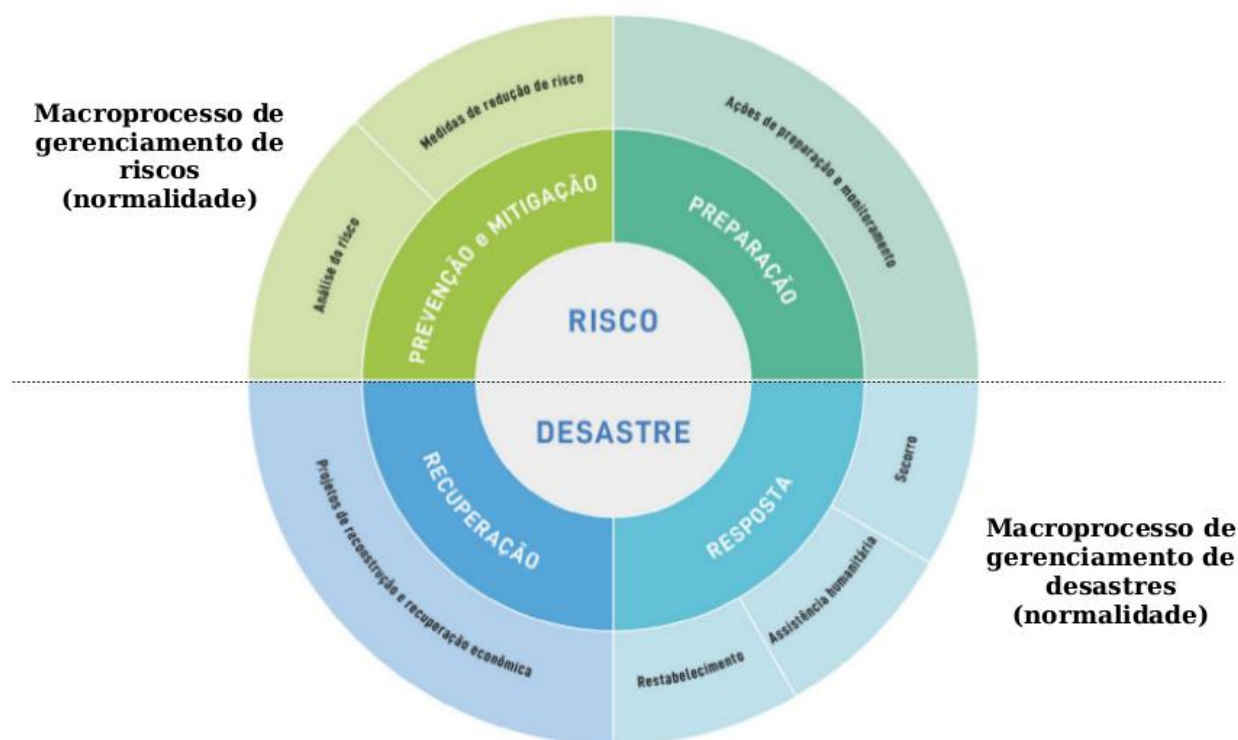 Macroprocesso de
gerenciamento de
riscos
(normalidade)
Análise do risco
Medidas de redução de risco
Ações de preparação e monitoramento
PREVENÇÃO e MITIGAÇÃO
PREPARAÇÃO
RISCO
DESASTRE
RECUPERAÇÃO
RESPOSTA
Projetos de raconstrução e recuperação econômica
Socorro
Assistência humanitária
Restabelecimento
Macroprocesso de
gerenciamento de
desastres
(normalidade)